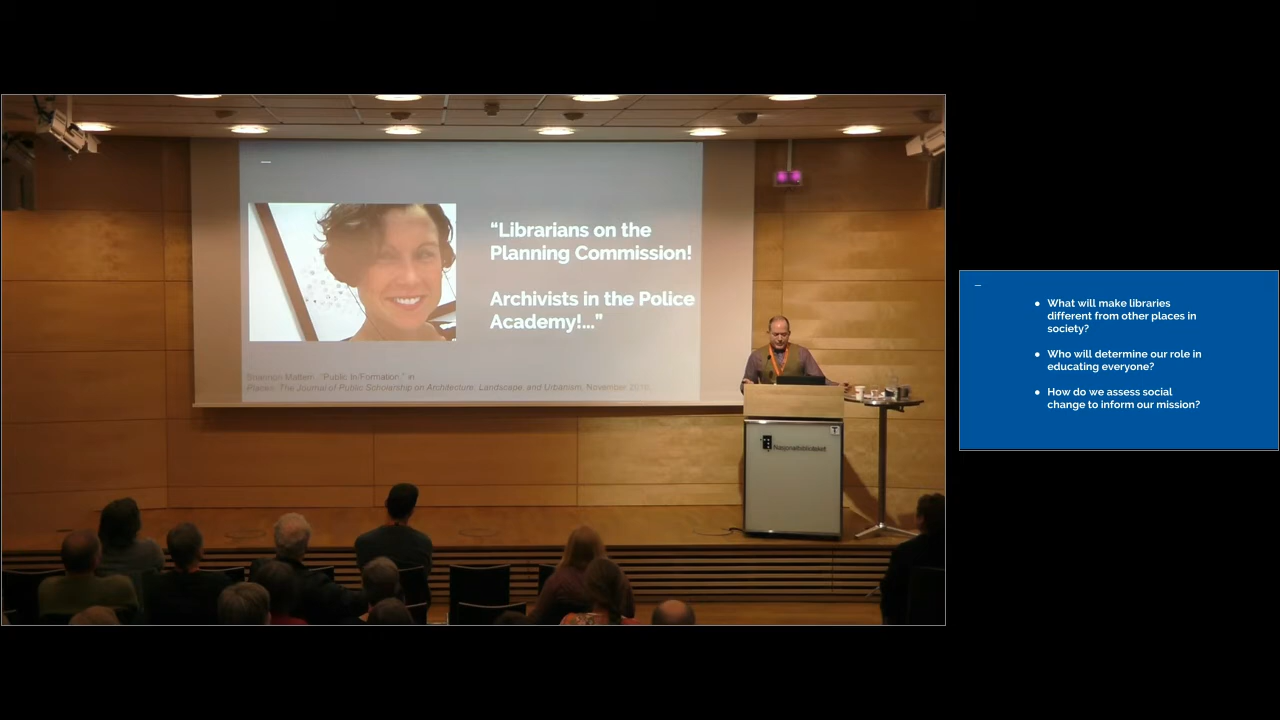 “Librarians on the
Planning Commission!
Archivists in the Police
Academy!...”
Shannon Mattern, “Public In/Formation,” in
Places: The Journal of Public Scholarship on Architecture, Landscape, and Urbanism, November 2016.
Nasjonalbiblioteket
T
● What will make libraries
different from other places in
society?
● Who will determine our role in
educating everyone?
● How do we assess social
change to inform our mission?